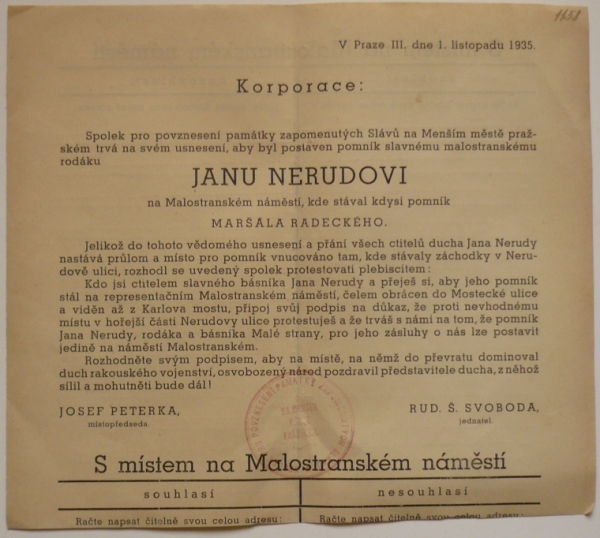 1658
V Praze III. dne 1. listopadu 1935.
Korporace:
Spolek pro povznesení památky zapomenutých Slávů na Menším městě praž-
ském trvá na svém usnesení, aby byl postaven pomník slavnému malostranskému
rodáku
JANU NERUDOVI
na Malostranském náměstí, kde stával kdysi pomník
MARŠÁLA RADECKÉHO.
Jelikož do tohoto vědomého usnesení a přání všech ctitelů ducha Jana Nerudy
nastává průlom a místo pro pomník vnucováno tam, kde stávaly záchodky v Neru-
dově ulici, rozhodl se uvedený spolek protestovati plebiscitem:
Kdo jsi ctitelem slavného básníka Jana Nerudy a přeješ si, aby jeho pomník
stál na representačním Malostranském náměstí, čelem obrácen do Mostecké ulice
a viděn až z Karlova mostu, připoj svůj podpis na důkaz, že proti nevhodnému
místu v hořejší části Nerudovy ulice protestuješ a že trváš s námi na tom, že pomník
Jana Nerudy, rodáka a básníka Malé strany, pro jeho zásluhy o nás lze postavit
jedině na náměstí Malostranském.
Rozhodněte svým podpisem, aby na místě, na němž do převratu dominoval
duch rakouského vojenství, osvobozený národ pozdravil představitele ducha, z něhož
sílil a mohutněti bude dál!
JOSEF PETERKA, RUD. Š. SVOBODA,
místopředseda. jednatel.
POVZNESENÍ PAMÁTKY
S místem na Malostranském náměstí
souhlasí nesouhlasí
Račte napsat čitelně svou celou adresu: Račte napsat čitelně svou celou adresu: